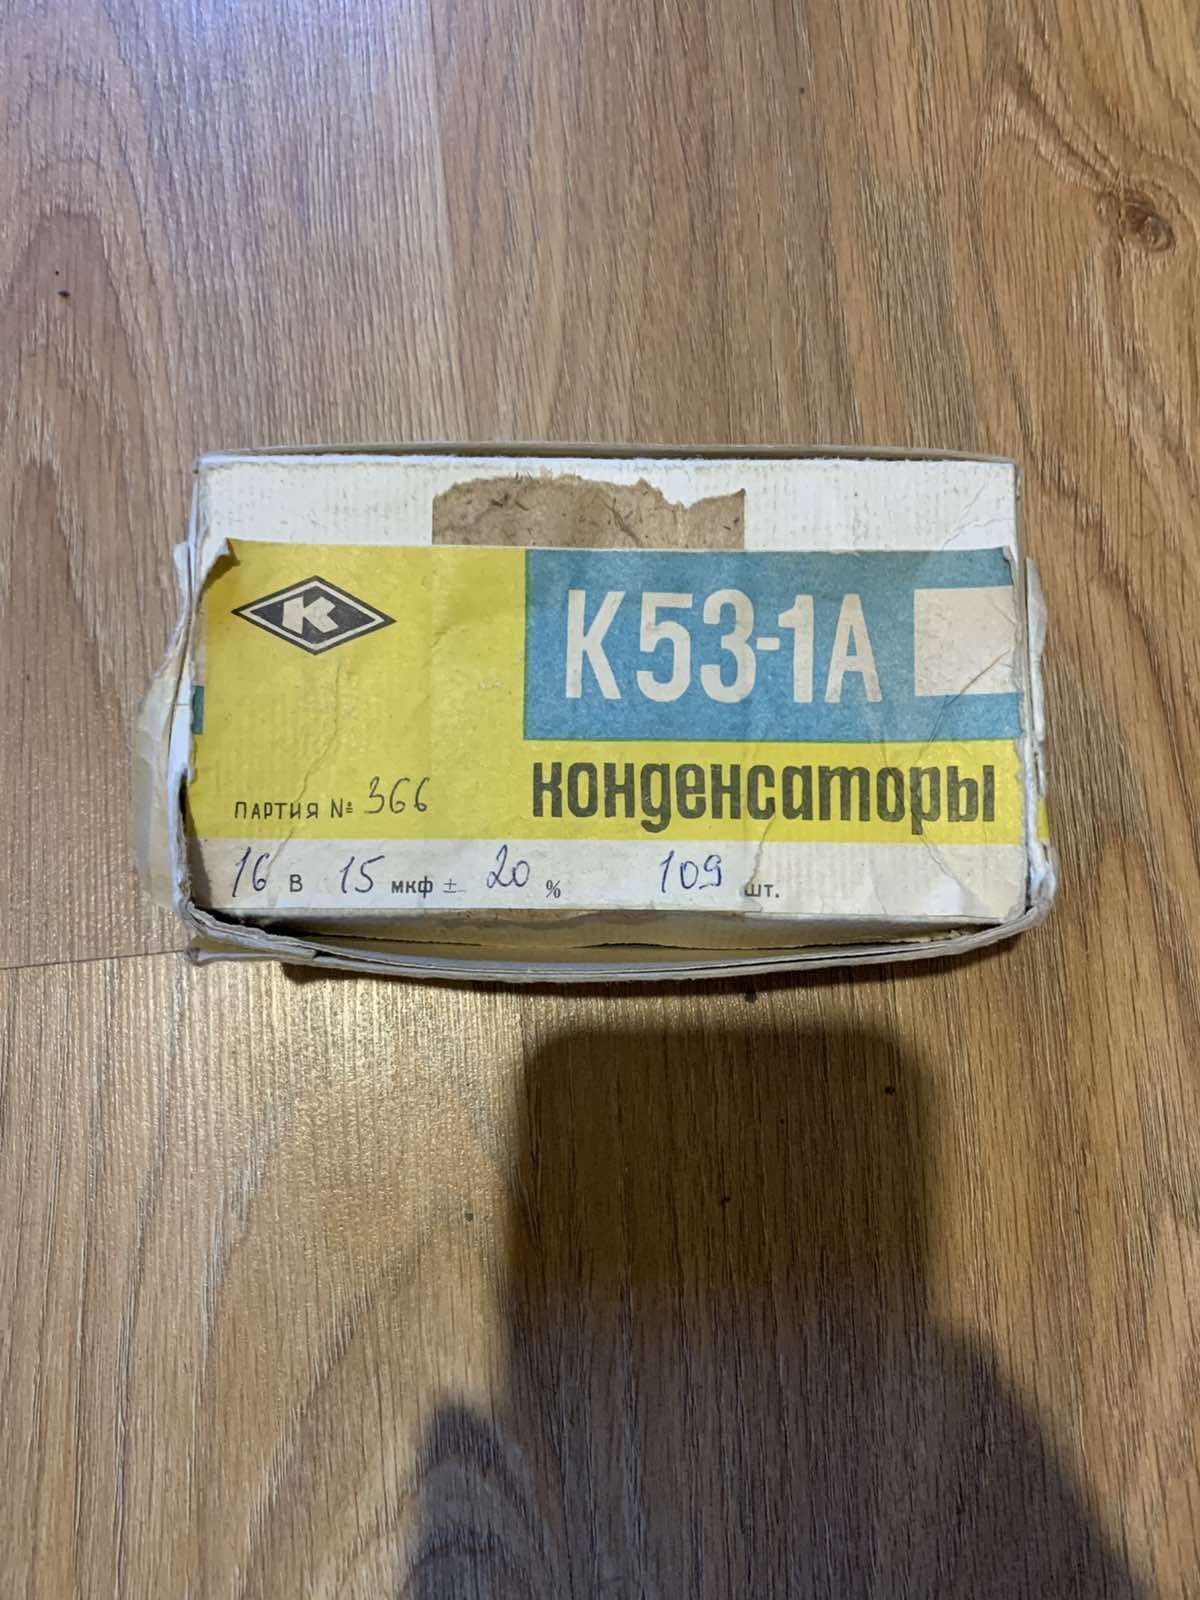 К
К53-1А
конденсаторы
ПАРТИЯ № 366
16 В 15 мкф ± 20 % 109 шт.